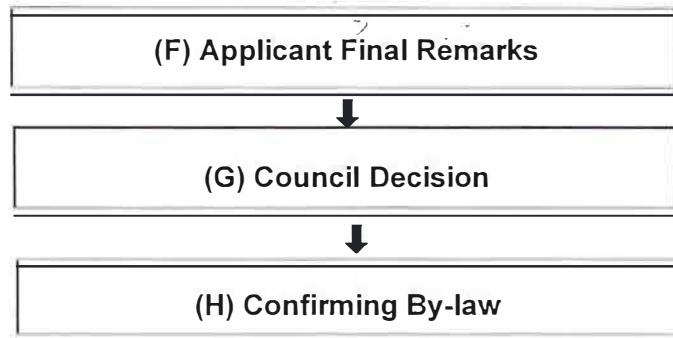 (F) Applicant Final Remarks
(G) Council Decision
(H) Confirming By-law